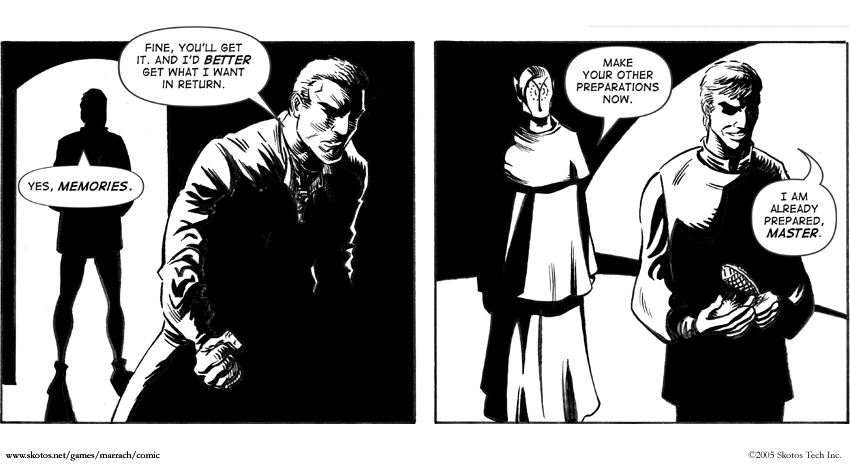 FINE, YOU'LL GET
IT. AND I'D BETTER
GET WHAT I WANT
IN RETURN.
YES, MEMORIES.
MAKE
YOUR OTHER
PREPARATIONS
NOW.
I AM
ALREADY
PREPARED,
MASTER.
www.skotos.net/games/marrach/comic
©2005 Skotos Tech Inc.